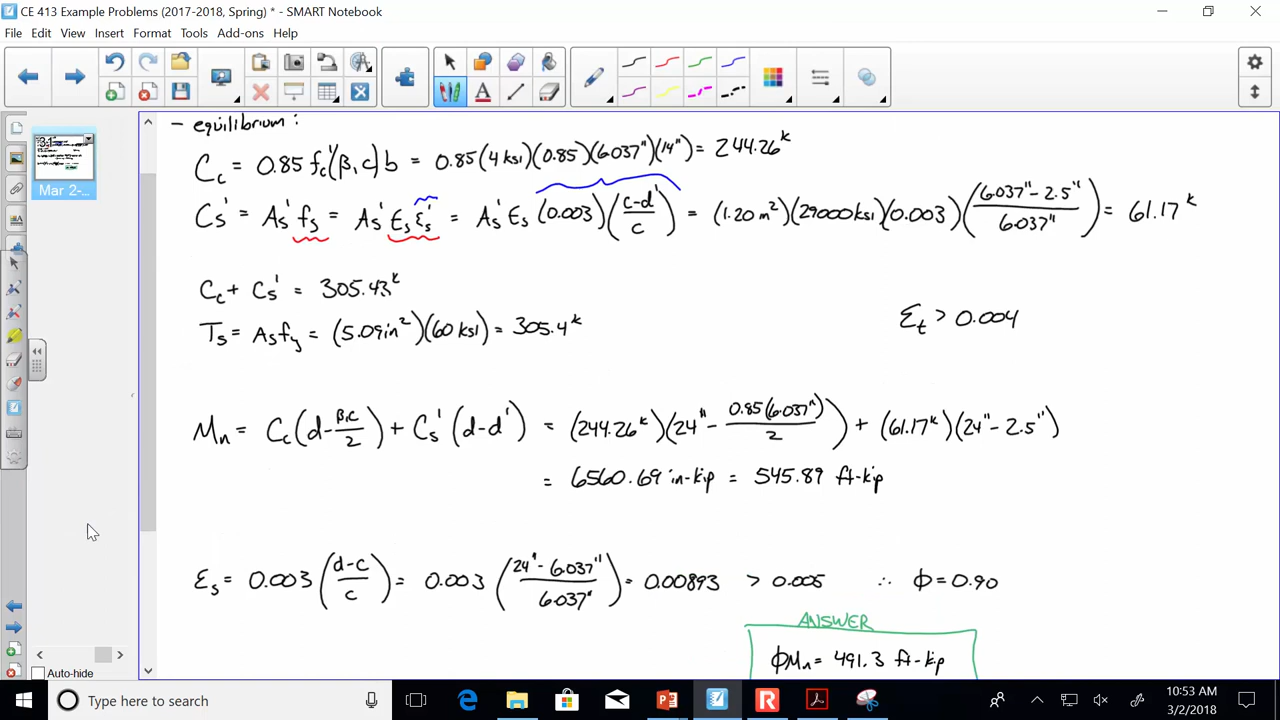 CE 413 Example Problems (2017-2018, Spring) * - SMART Notebook
File Edit View Insert Format Tools Add-ons Help
Mar 2-...
- equilibrium:
Cc = 0.85 fc'(β₁c)b = 0.85(4 ksi)(0.85)(6.037")(14") = 244.26ᵏ
Cs' = As' fs = As' Es εs' = As' Es (0.003)((c-d')/c) = (1.20 in²)(29000ksi)(0.003)((6.037"-2.5")/6.037") = 61.17ᵏ
Cc + Cs' = 305.43ᵏ
Ts = As fy = (5.09in²)(60 ksi) = 305.4ᵏ
εt > 0.004
Mn = Cc(d-β₁c/2) + Cs'(d-d') = (244.26ᵏ)(24" - 0.85(6.037")/2) + (61.17ᵏ)(24"-2.5")
= 6560.69 in-kip = 545.89 ft-kip
εs = 0.003((d-c)/c) = 0.003((24"-6.037")/6.037") = 0.00893 > 0.005 ∴ φ = 0.90
ANSWER
φMn = 491.3 ft-kip
Auto-hide
Type here to search
10:53 AM
3/2/2018